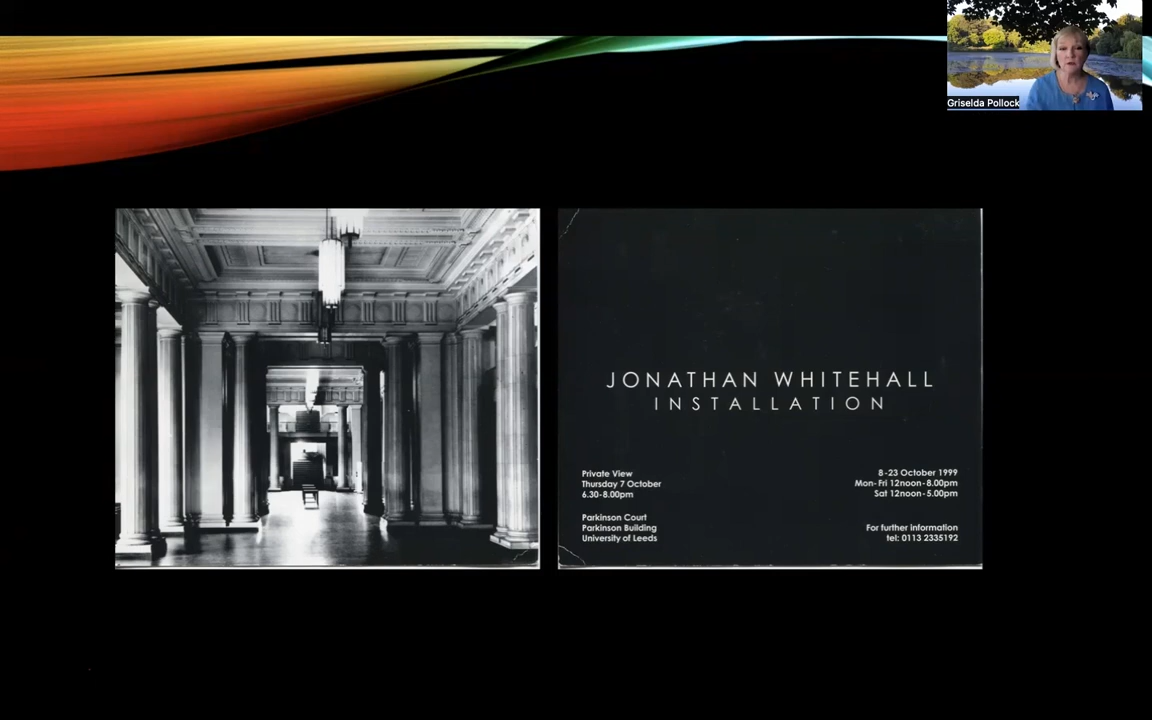 Griselda Pollock
JONATHAN WHITEHALL
INSTALLATION
Private View
Thursday 7 October
6.30-8.00pm
Parkinson Court
Parkinson Building
University of Leeds
8-23 October 1999
Mon-Fri 12noon-8.00pm
Sat 12noon-5.00pm
For further information
tel: 0113 2335192